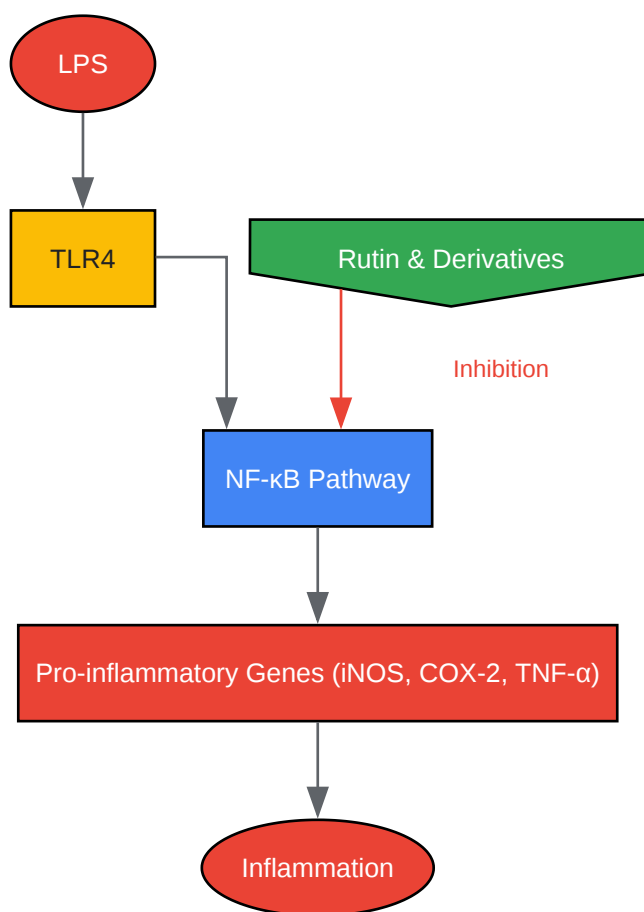 LPS
TLR4
Rutin & Derivatives
Inhibition
NF-κB Pathway
Pro-inflammatory Genes (iNOS, COX-2, TNF-α)
Inflammation